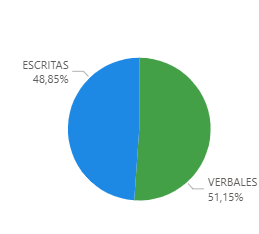 ESCRITAS
48,85%
VERBALES
51,15%